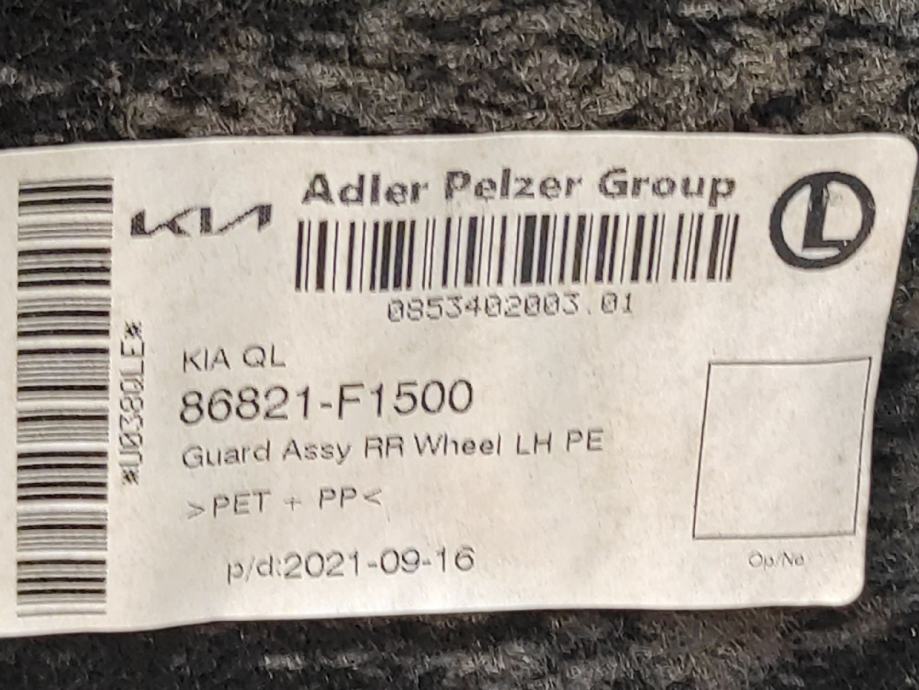 KIA
Adler Pelzer Group
L
0853402003.01
*U038QLE*
KIA QL
86821-F1500
Guard Assy RR Wheel LH PE
>PET + PP<
p/d:2021-09-16
Op/No